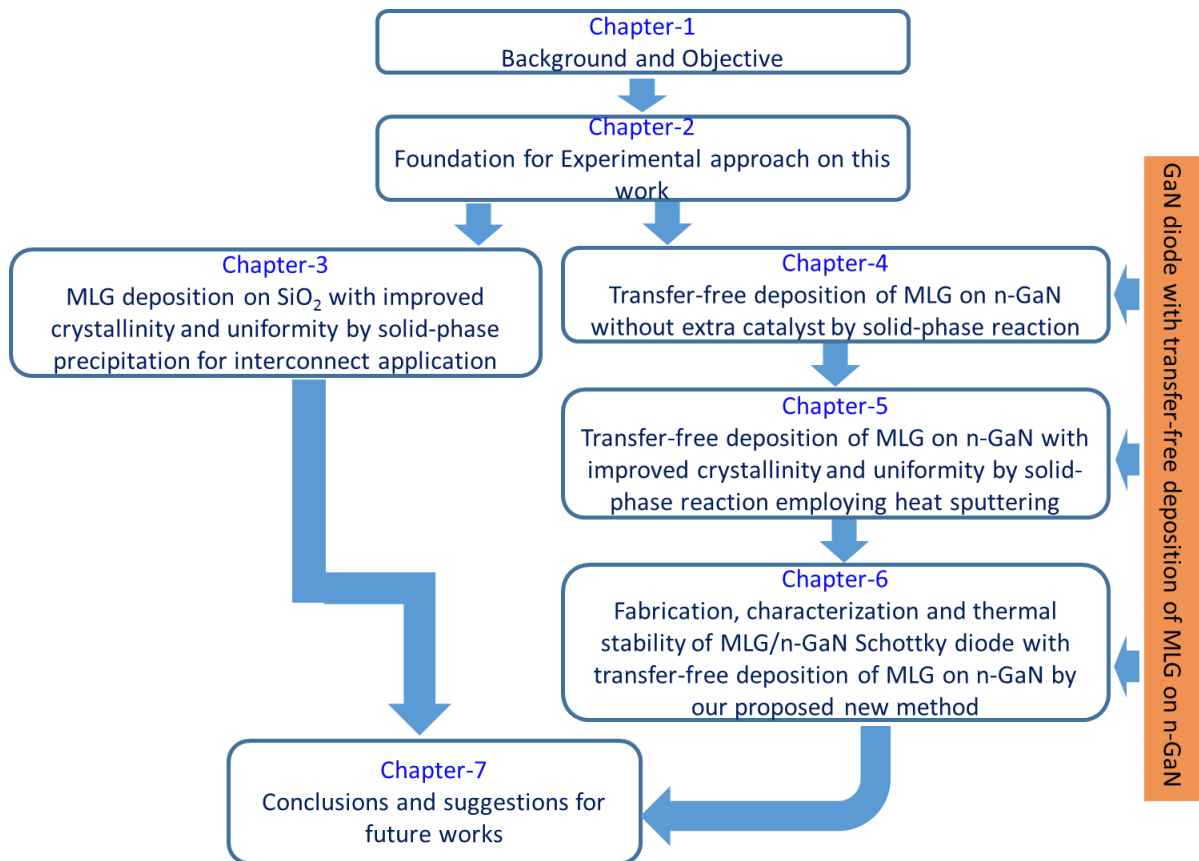 Chapter-1
Background and Objective
Chapter-2
Foundation for Experimental approach on this
work
Chapter-3
MLG deposition on SiO₂ with improved
crystallinity and uniformity by solid-phase
precipitation for interconnect application
Chapter-4
Transfer-free deposition of MLG on n-GaN
without extra catalyst by solid-phase reaction
Chapter-5
Transfer-free deposition of MLG on n-GaN with
improved crystallinity and uniformity by solid-
phase reaction employing heat sputtering
Chapter-6
Fabrication, characterization and thermal
stability of MLG/n-GaN Schottky diode with
transfer-free deposition of MLG on n-GaN by
our proposed new method
Chapter-7
Conclusions and suggestions for
future works
GaN diode with transfer-free deposition of MLG on n-GaN